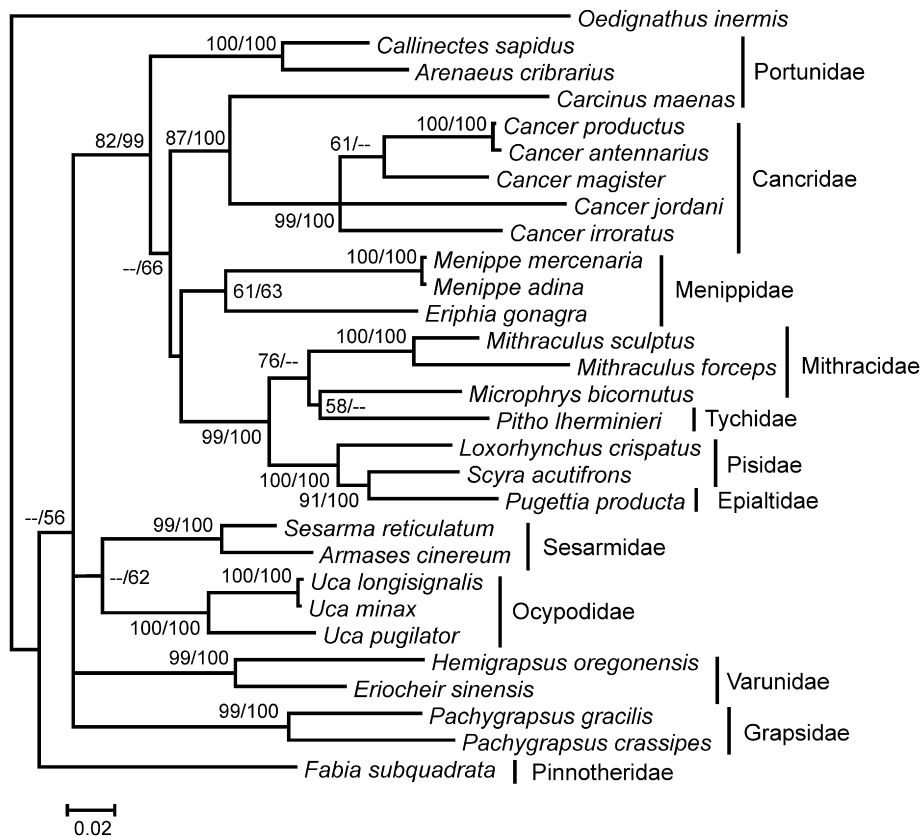 Oedignathus inermis
100/100
Callinectes sapidus
Arenaeus cribrarius
Portunidae
Carcinus maenas
82/99
87/100
100/100
Cancer productus
61/--
Cancer antennarius
Cancer magister
Cancridae
Cancer jordani
99/100
Cancer irroratus
--/66
100/100
Menippe mercenaria
Menippe adina
Menippidae
61/63
Eriphia gonagra
100/100
Mithraculus sculptus
76/--
Mithraculus forceps
Mithracidae
Microphrys bicornutus
58/--
Pitho lherminieri
Tychidae
99/100
Loxorhynchus crispatus
Pisidae
100/100
Scyra acutifrons
91/100
Pugettia producta
Epialtidae
--/56
99/100
Sesarma reticulatum
Armases cinereum
Sesarmidae
--/62
100/100
Uca longisignalis
Uca minax
Ocypodidae
100/100
Uca pugilator
99/100
Hemigrapsus oregonensis
Eriocheir sinensis
Varunidae
99/100
Pachygrapsus gracilis
Grapsidae
Pachygrapsus crassipes
Fabia subquadrata
Pinnotheridae
0.02